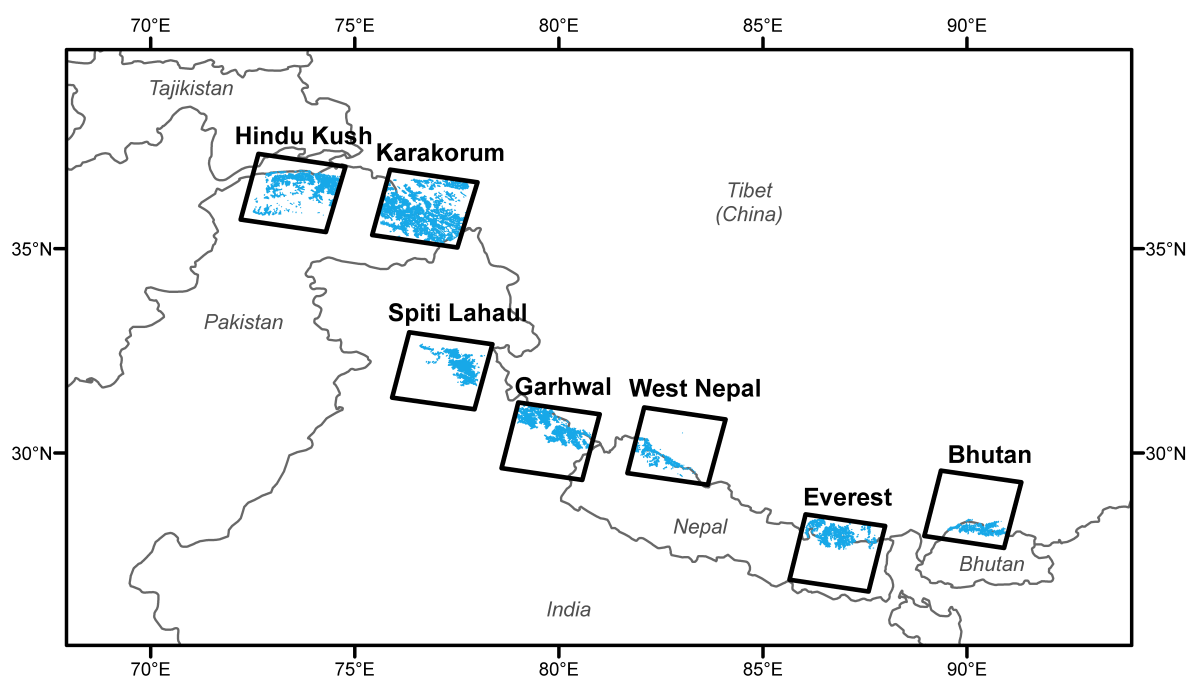 70°E 75°E 80°E 85°E 90°E
Tajikistan
Hindu Kush
Karakorum
Tibet
(China)
35°N 35°N
Spiti Lahaul
Pakistan
Garhwal
West Nepal
30°N 30°N
Bhutan
Everest
Nepal
Bhutan
India
70°E 75°E 80°E 85°E 90°E